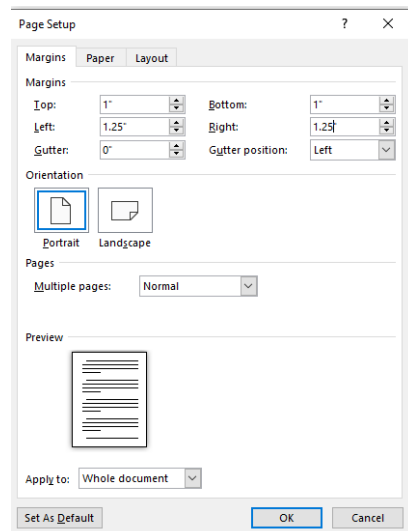 Page Setup ? ×
Margins Paper Layout
Margins
Top: 1" Bottom: 1"
Left: 1.25" Right: 1.25"
Gutter: 0" Gutter position: Left
Orientation
Portrait Landscape
Pages
Multiple pages: Normal
Preview
Apply to: Whole document
Set As Default OK Cancel